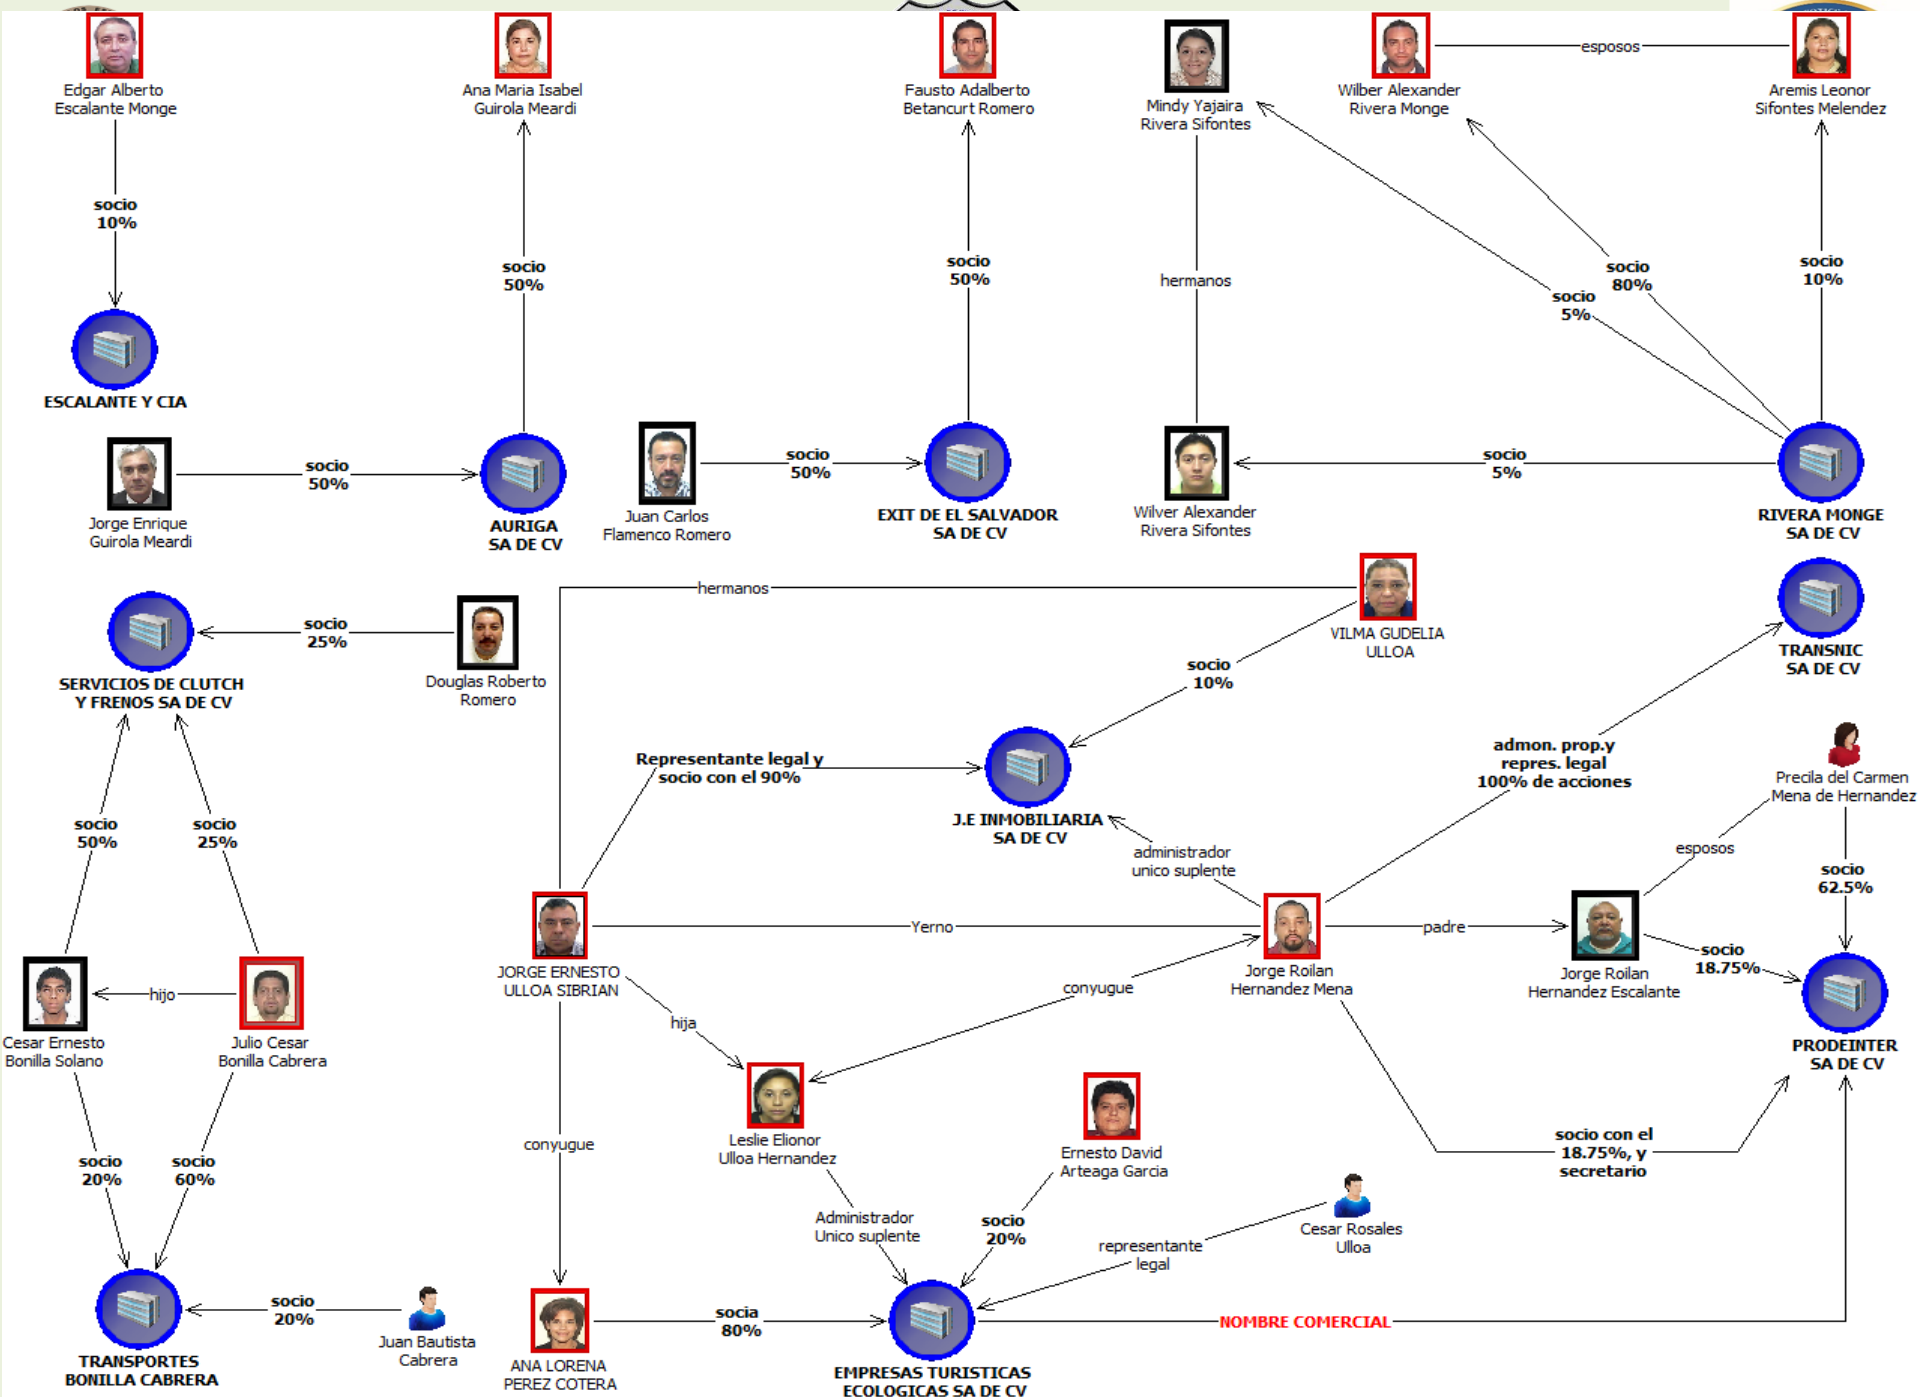 Edgar Alberto
Escalante Monge
Ana Maria Isabel
Guirola Meardi
Fausto Adalberto
Betancurt Romero
Mindy Yajaira
Rivera Sifontes
Wilber Alexander
Rivera Monge
esposos
Aremis Leonor
Sifontes Melendez
socio
10%
socio
50%
socio
50%
hermanos
socio
5%
socio
80%
socio
10%
ESCALANTE Y CIA
Jorge Enrique
Guirola Meardi
socio
50%
AURIGA
SA DE CV
Juan Carlos
Flamenco Romero
socio
50%
EXIT DE EL SALVADOR
SA DE CV
Wilver Alexander
Rivera Sifontes
socio
5%
RIVERA MONGE
SA DE CV
hermanos
VILMA GUDELIA
ULLOA
TRANSNIC
SA DE CV
SERVICIOS DE CLUTCH
Y FRENOS SA DE CV
socio
25%
Douglas Roberto
Romero
socio
10%
Representante legal y
socio con el 90%
J.E INMOBILIARIA
SA DE CV
admon. prop.y
repres. legal
100% de acciones
Precila del Carmen
Mena de Hernandez
socio
50%
socio
25%
administrador
unico suplente
esposos
socio
62.5%
JORGE ERNESTO
ULLOA SIBRIAN
Yerno
Jorge Roilan
Hernandez Mena
padre
Jorge Roilan
Hernandez Escalante
socio
18.75%
PRODEINTER
SA DE CV
Cesar Ernesto
Bonilla Solano
hijo
Julio Cesar
Bonilla Cabrera
hija
conyugue
conyugue
Leslie Elionor
Ulloa Hernandez
Ernesto David
Arteaga Garcia
socio con el
18.75%, y
secretario
socio
20%
socio
60%
Administrador
Unico suplente
socio
20%
representante
legal
Cesar Rosales
Ulloa
TRANSPORTES
BONILLA CABRERA
socio
20%
Juan Bautista
Cabrera
ANA LORENA
PEREZ COTERA
socia
80%
EMPRESAS TURISTICAS
ECOLOGICAS SA DE CV
NOMBRE COMERCIAL